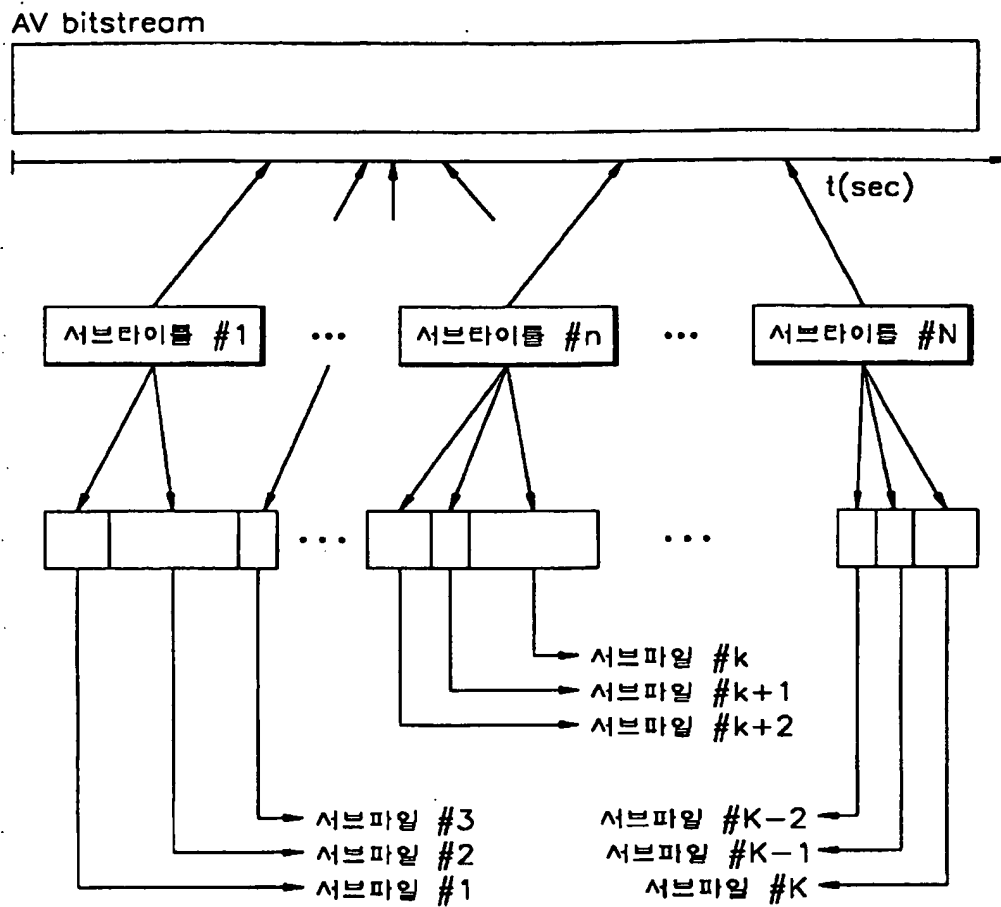 AV bitstream
t(sec)
서브타이틀 #1 ... 서브타이틀 #n ... 서브타이틀 #N
... ...
서브파일 #k
서브파일 #k+1
서브파일 #k+2
서브파일 #3
서브파일 #2
서브파일 #1
서브파일 #K-2
서브파일 #K-1
서브파일 #K